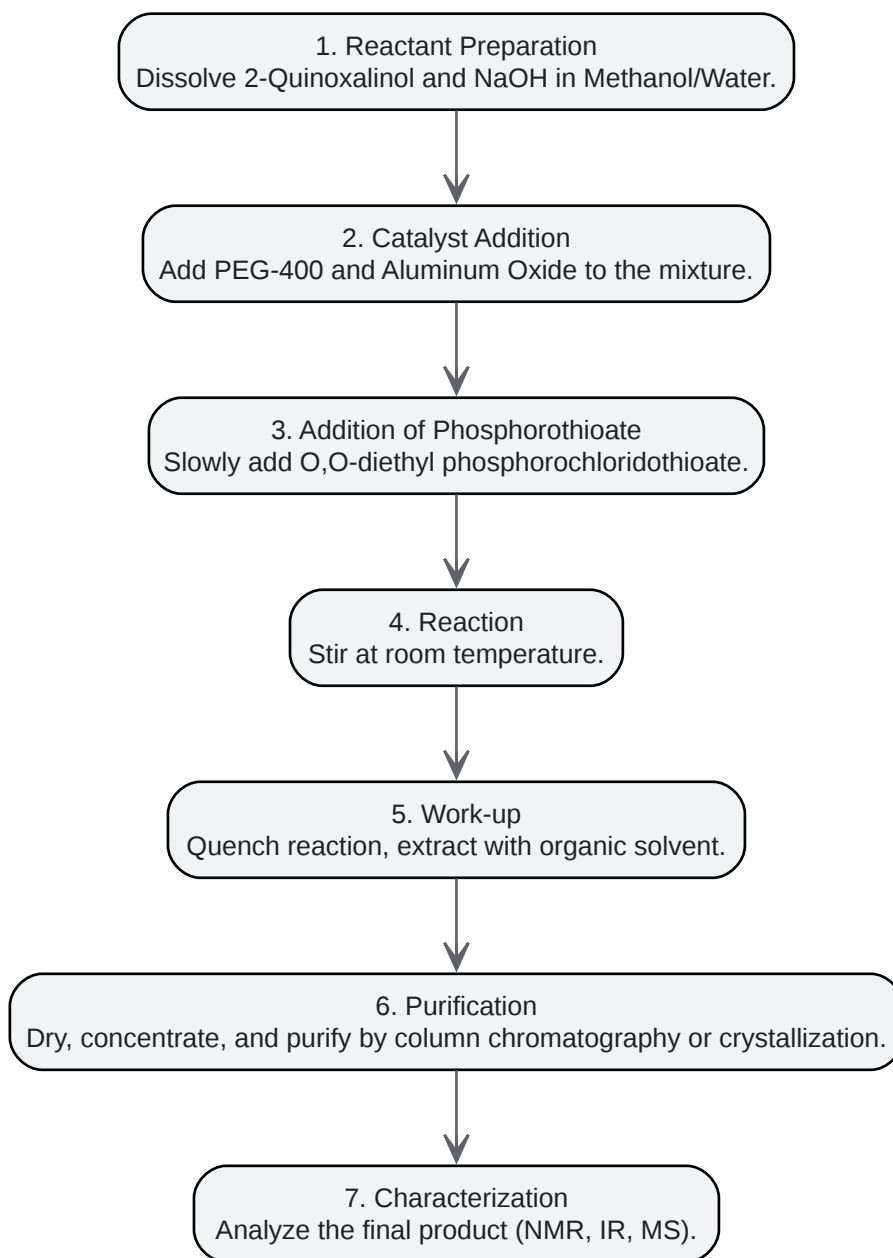 1. Reactant Preparation
Dissolve 2-Quinoxalinol and NaOH in Methanol/Water.
2. Catalyst Addition
Add PEG-400 and Aluminum Oxide to the mixture.
3. Addition of Phosphorothioate
Slowly add O,O-diethyl phosphorochloridothioate.
4. Reaction
Stir at room temperature.
5. Work-up
Quench reaction, extract with organic solvent.
6. Purification
Dry, concentrate, and purify by column chromatography or crystallization.
7. Characterization
Analyze the final product (NMR, IR, MS).